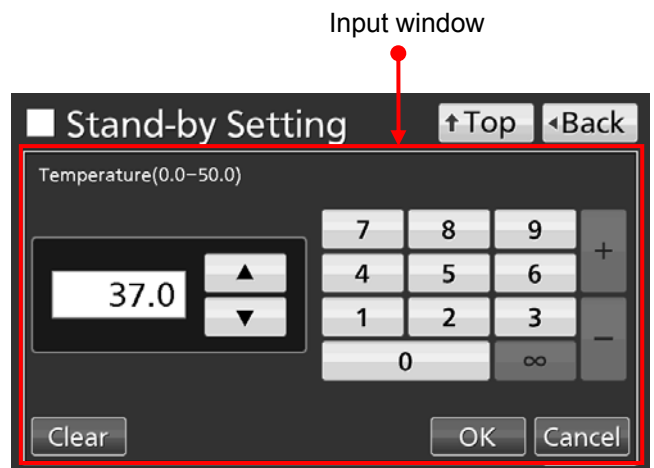 Input window
Stand-by Setting
↑Top
◂Back
Temperature(0.0-50.0)
7 8 9 +
4 5 6
37.0
▲
▼
1 2 3 -
0 ∞
Clear
OK
Cancel